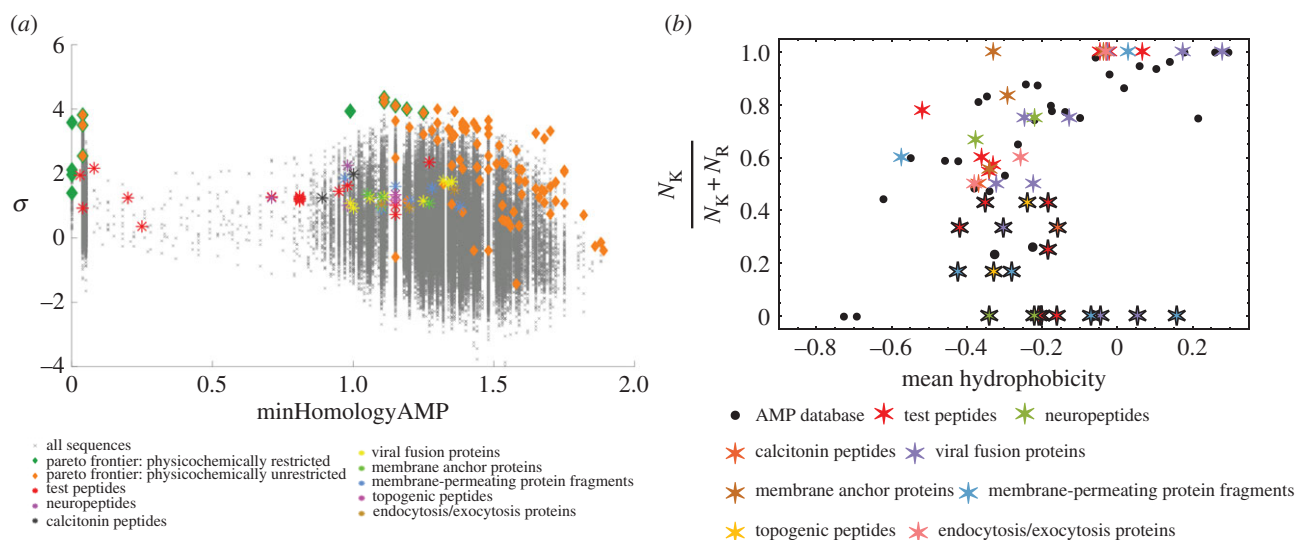 (a)
6
4
2
σ
0
−2
−4
0
0.5
1.0
1.5
2.0
minHomologyAMP
all sequences
pareto frontier: physicochemically restricted
pareto frontier: physicochemically unrestricted
test peptides
neuropeptides
calcitonin peptides
viral fusion proteins
membrane anchor proteins
membrane-permeating protein fragments
topogenic peptides
endocytosis/exocytosis proteins
(b)
1.0
0.8
0.6
0.4
0.2
0
N_K
N_K + N_R
−0.8
−0.6
−0.4
−0.2
0
0.2
mean hydrophobicity
AMP database test peptides neuropeptides
calcitonin peptides viral fusion proteins
membrane anchor proteins membrane-permeating protein fragments
topogenic peptides endocytosis/exocytosis proteins